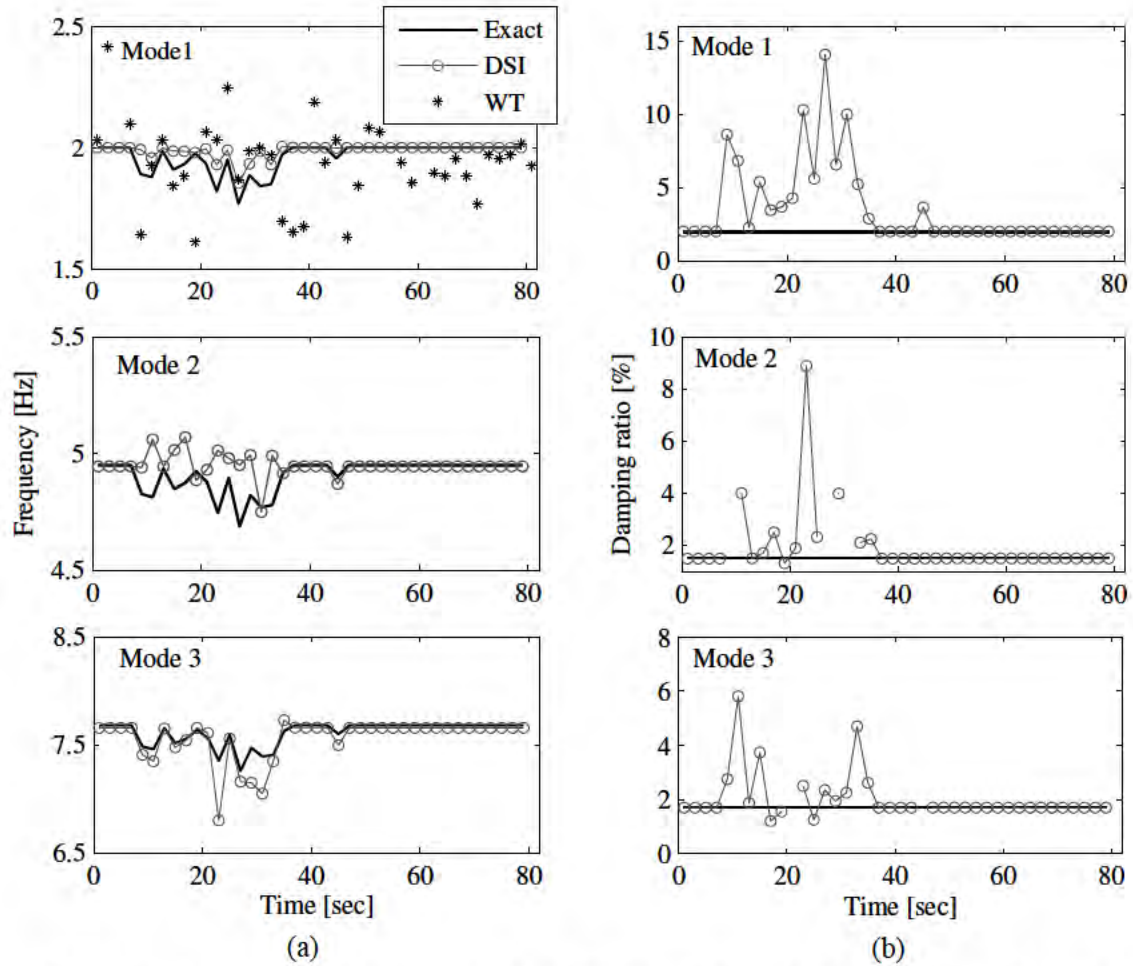 2.5
Mode1
Exact
DSI
WT
2
1.5
0 20 40 60 80
5.5
Mode 2
5
4.5
0 20 40 60 80
8.5
Mode 3
7.5
6.5
0 20 40 60 80
Frequency [Hz]
Time [sec]
(a)
15
Mode 1
10
5
0
0 20 40 60 80
10
Mode 2
8
6
4
2
0 20 40 60 80
8
Mode 3
6
4
2
0
0 20 40 60 80
Damping ratio [%]
Time [sec]
(b)